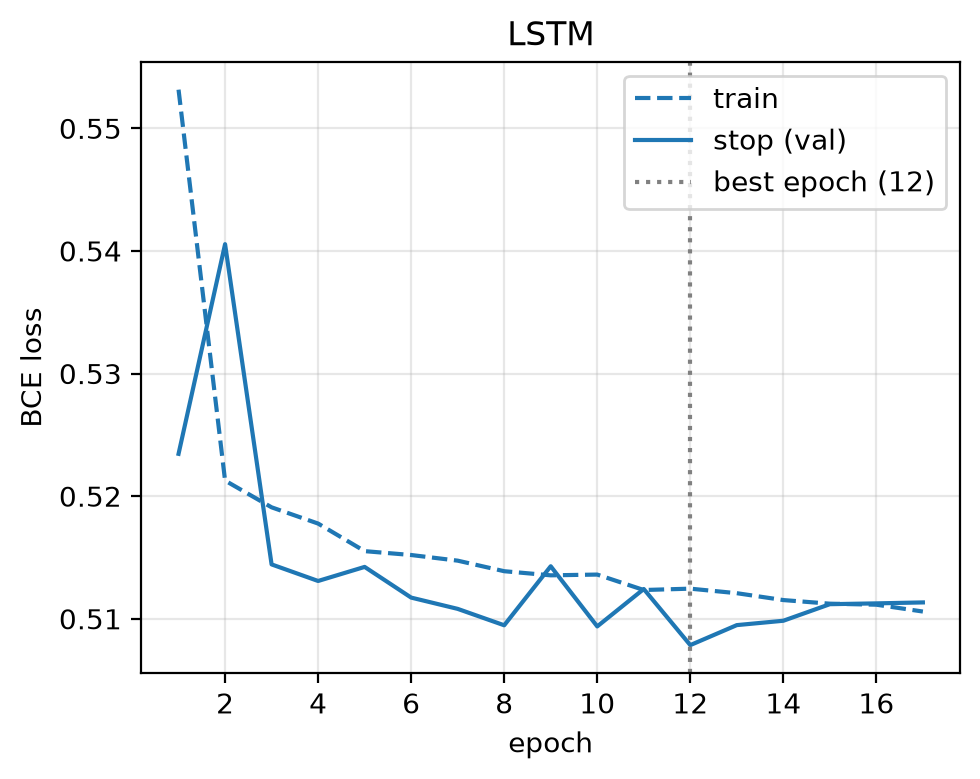 LSTM
train
stop (val)
best epoch (12)
BCE loss
0.55
0.54
0.53
0.52
0.51
2 4 6 8 10 12 14 16
epoch